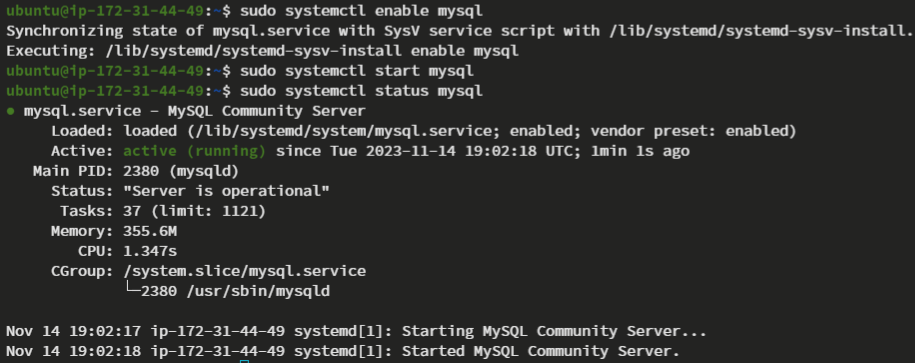 ubuntu@ip-172-31-44-49:~$ sudo systemctl enable mysql
Synchronizing state of mysql.service with SysV service script with /lib/systemd/systemd-sysv-install.
Executing: /lib/systemd/systemd-sysv-install enable mysql
ubuntu@ip-172-31-44-49:~$ sudo systemctl start mysql
ubuntu@ip-172-31-44-49:~$ sudo systemctl status mysql
● mysql.service - MySQL Community Server
Loaded: loaded (/lib/systemd/system/mysql.service; enabled; vendor preset: enabled)
Active: active (running) since Tue 2023-11-14 19:02:18 UTC; 1min 1s ago
Main PID: 2380 (mysqld)
Status: "Server is operational"
Tasks: 37 (limit: 1121)
Memory: 355.6M
CPU: 1.347s
CGroup: /system.slice/mysql.service
└─2380 /usr/sbin/mysqld
Nov 14 19:02:17 ip-172-31-44-49 systemd[1]: Starting MySQL Community Server...
Nov 14 19:02:18 ip-172-31-44-49 systemd[1]: Started MySQL Community Server.